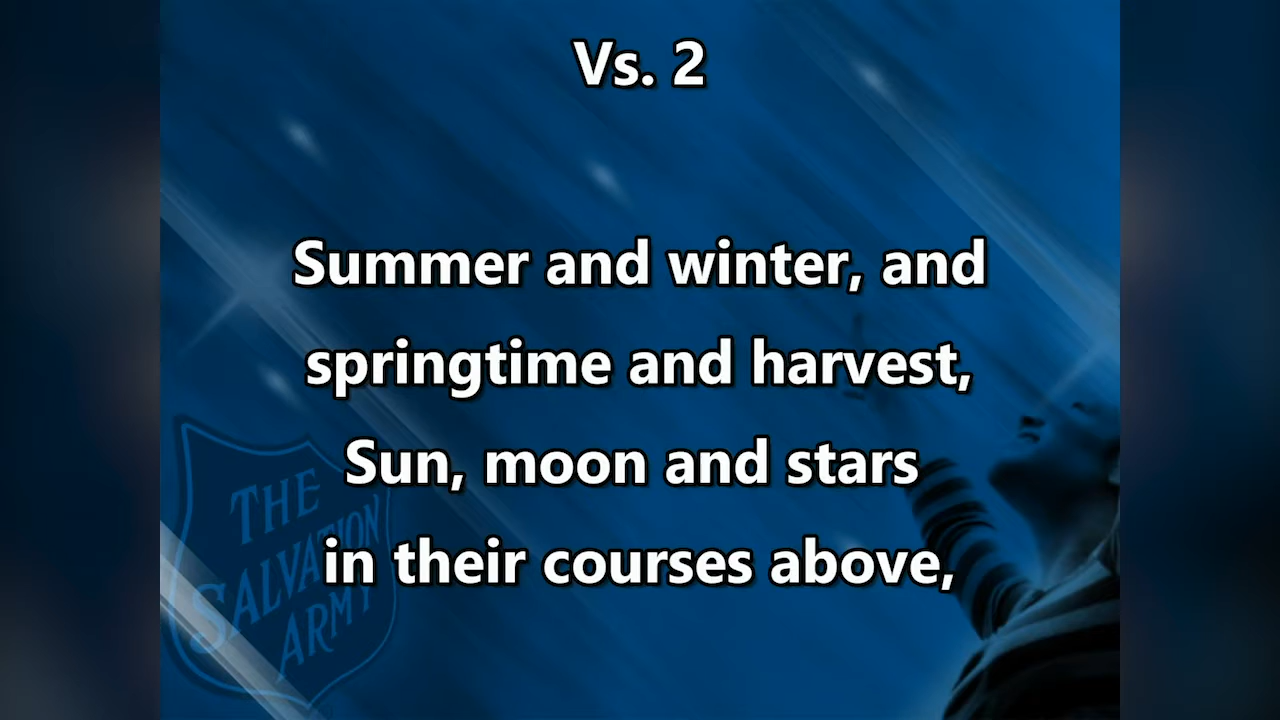 Vs. 2
Summer and winter, and
springtime and harvest,
Sun, moon and stars
in their courses above,
THE
SALVATION
ARMY